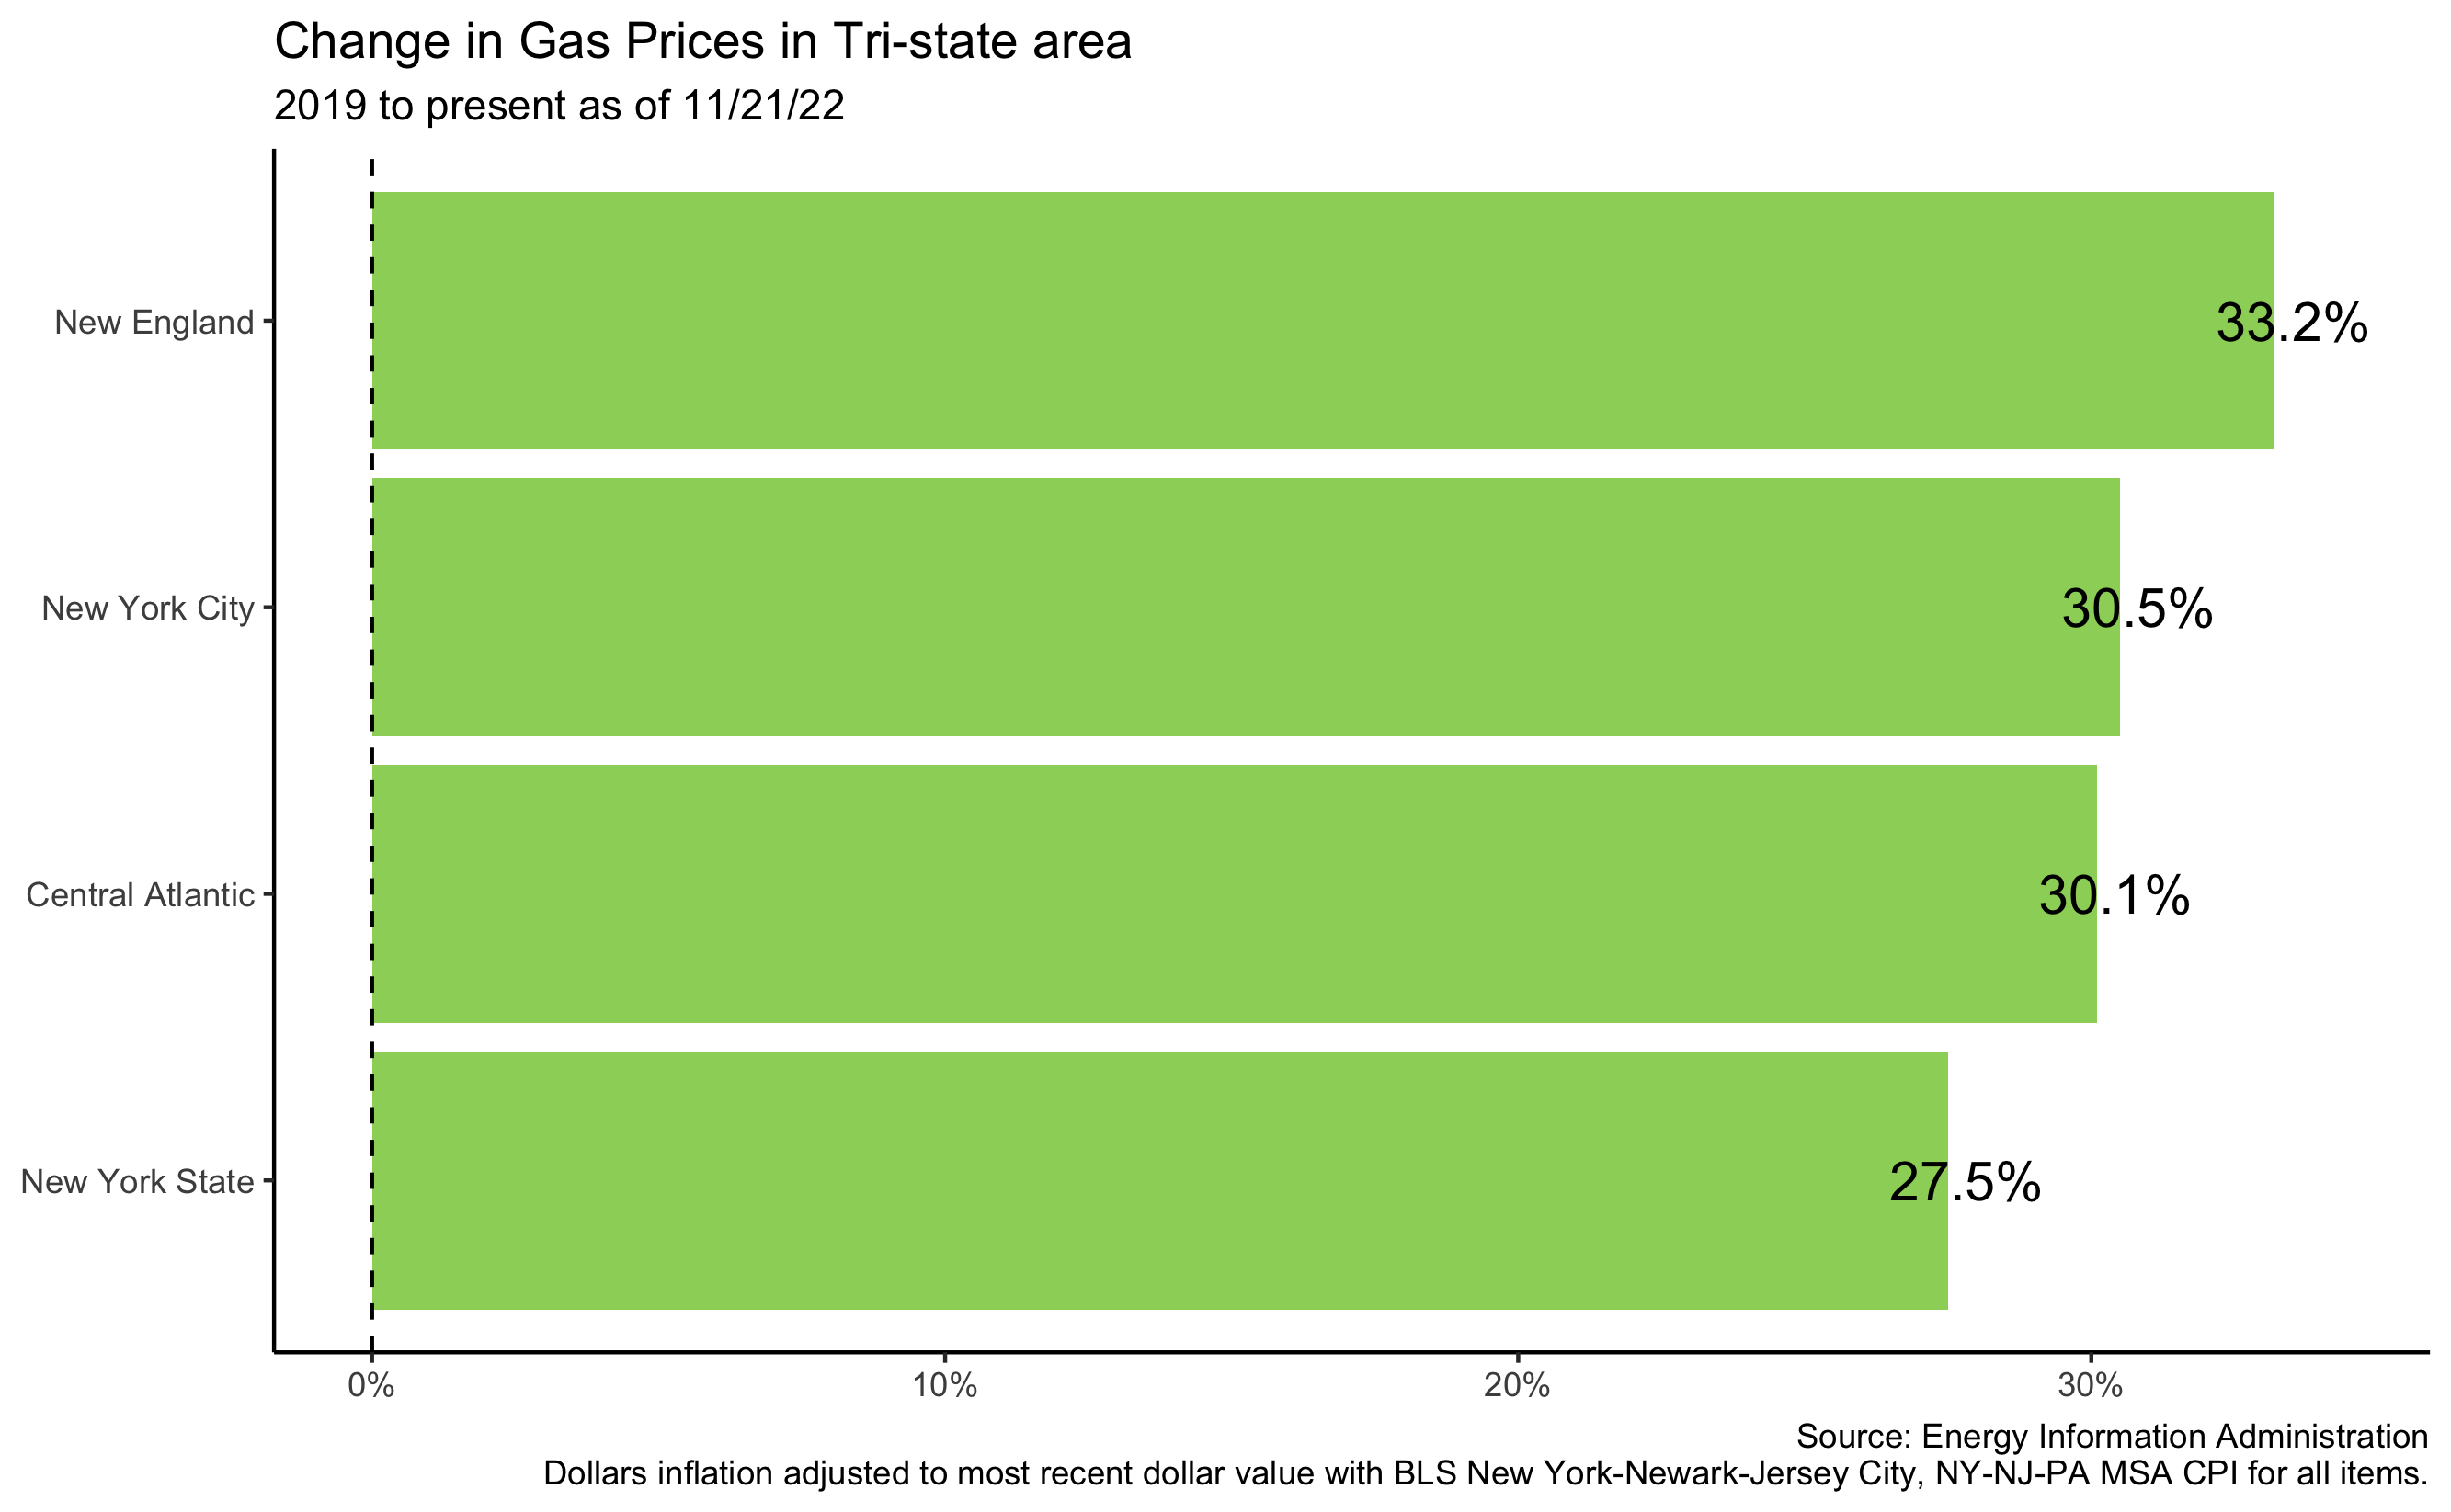 Change in Gas Prices in Tri-state area
2019 to present as of 11/21/22
New England
33.2%
New York City
30.5%
Central Atlantic
30.1%
New York State
27.5%
0%
10%
20%
30%
Source: Energy Information Administration
Dollars inflation adjusted to most recent dollar value with BLS New York-Newark-Jersey City, NY-NJ-PA MSA CPI for all items.